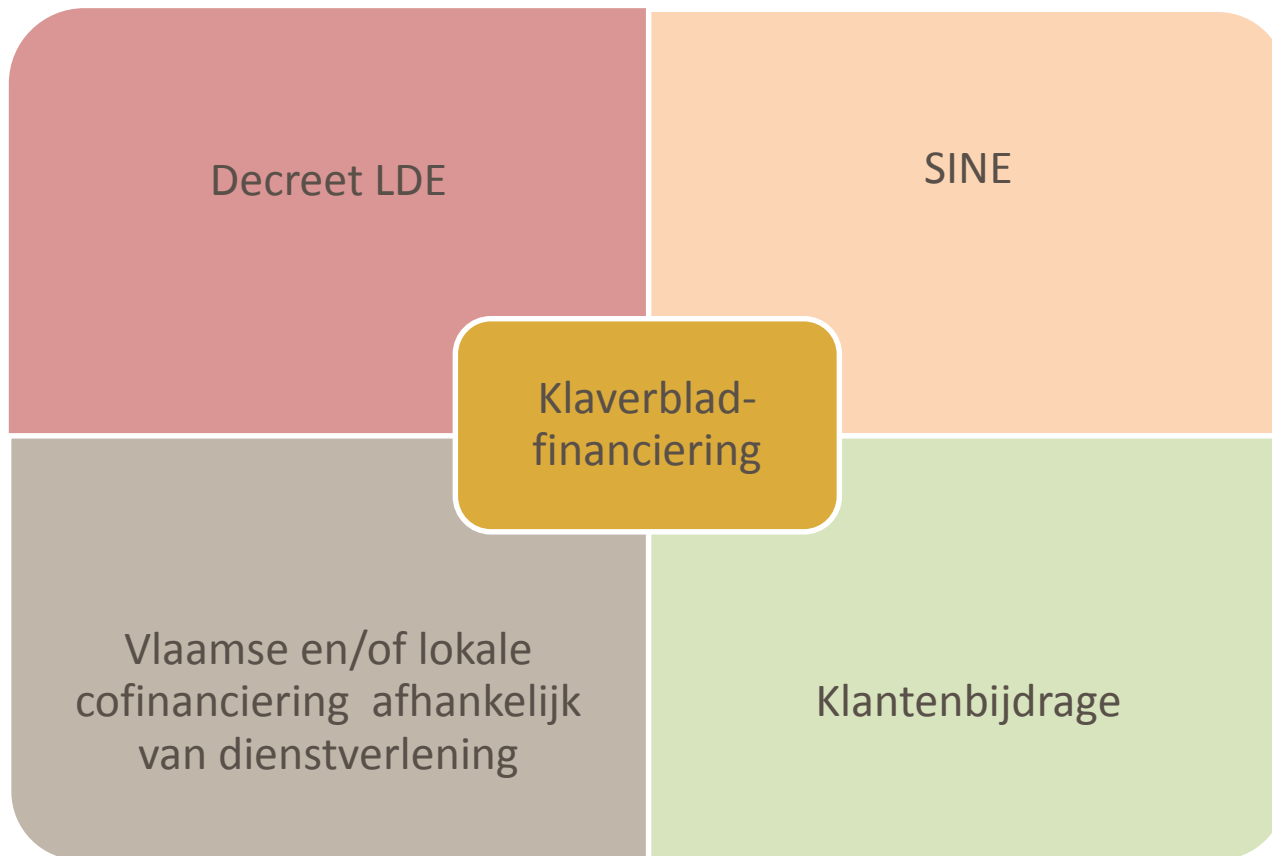 Decreet LDE
SINE
Klaverblad-
financiering
Vlaamse en/of lokale
cofinanciering afhankelijk
van dienstverlening
Klantenbijdrage